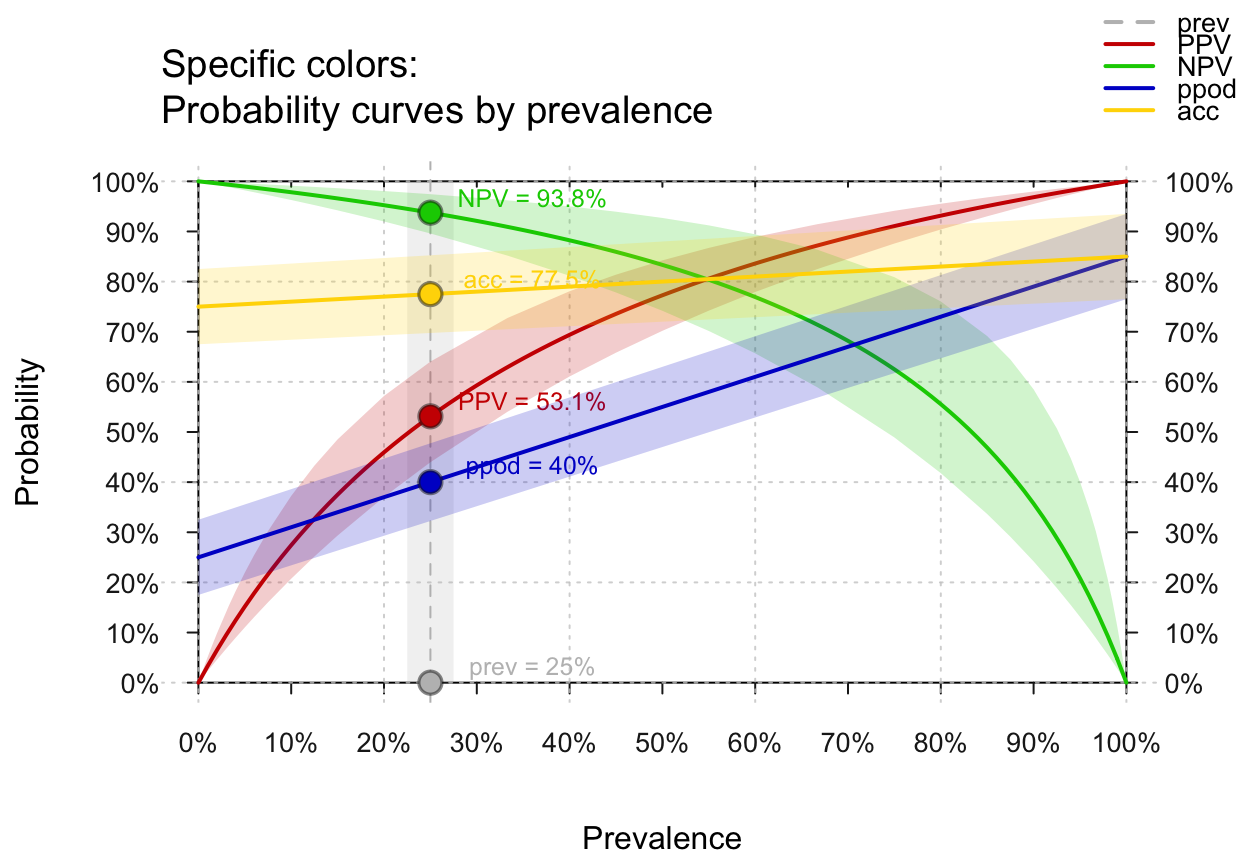 prev
PPV
NPV
ppod
acc
Specific colors:
Probability curves by prevalence
100%
90%
80%
70%
60%
50%
40%
30%
20%
10%
0%
Probability
NPV = 93.8%
acc = 77.5%
PPV = 53.1%
ppod = 40%
prev = 25%
100%
90%
80%
70%
60%
50%
40%
30%
20%
10%
0%
0% 10% 20% 30% 40% 50% 60% 70% 80% 90% 100%
Prevalence